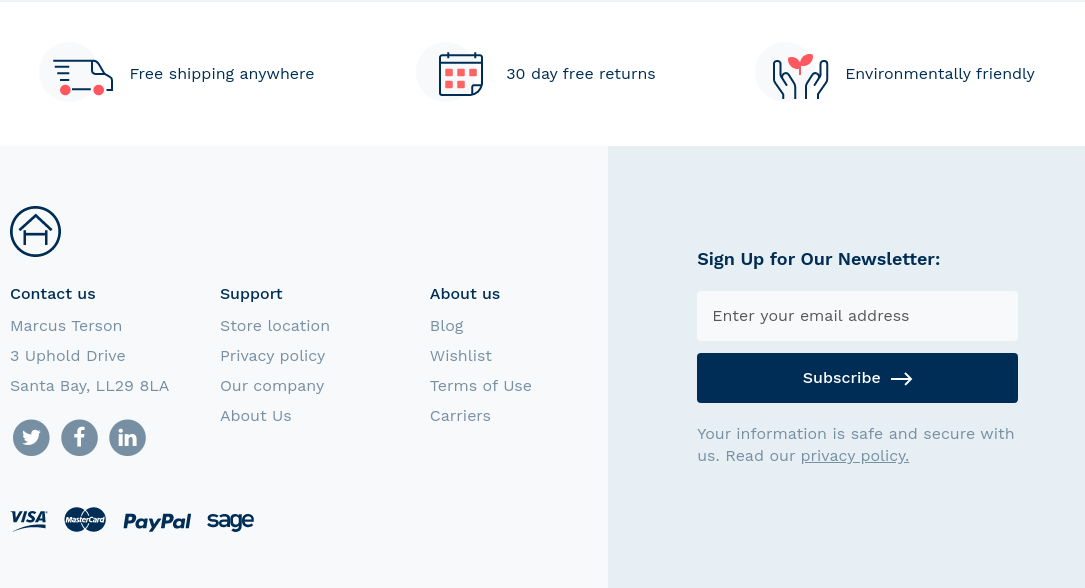 Free shipping anywhere
30 day free returns
Environmentally friendly
Contact us
Marcus Terson
3 Uphold Drive
Santa Bay, LL29 8LA
Support
Store location
Privacy policy
Our company
About Us
About us
Blog
Wishlist
Terms of Use
Carriers
VISA
MasterCard
PayPal
sage
Sign Up for Our Newsletter:
Enter your email address
Subscribe
Your information is safe and secure with
us. Read our privacy policy.